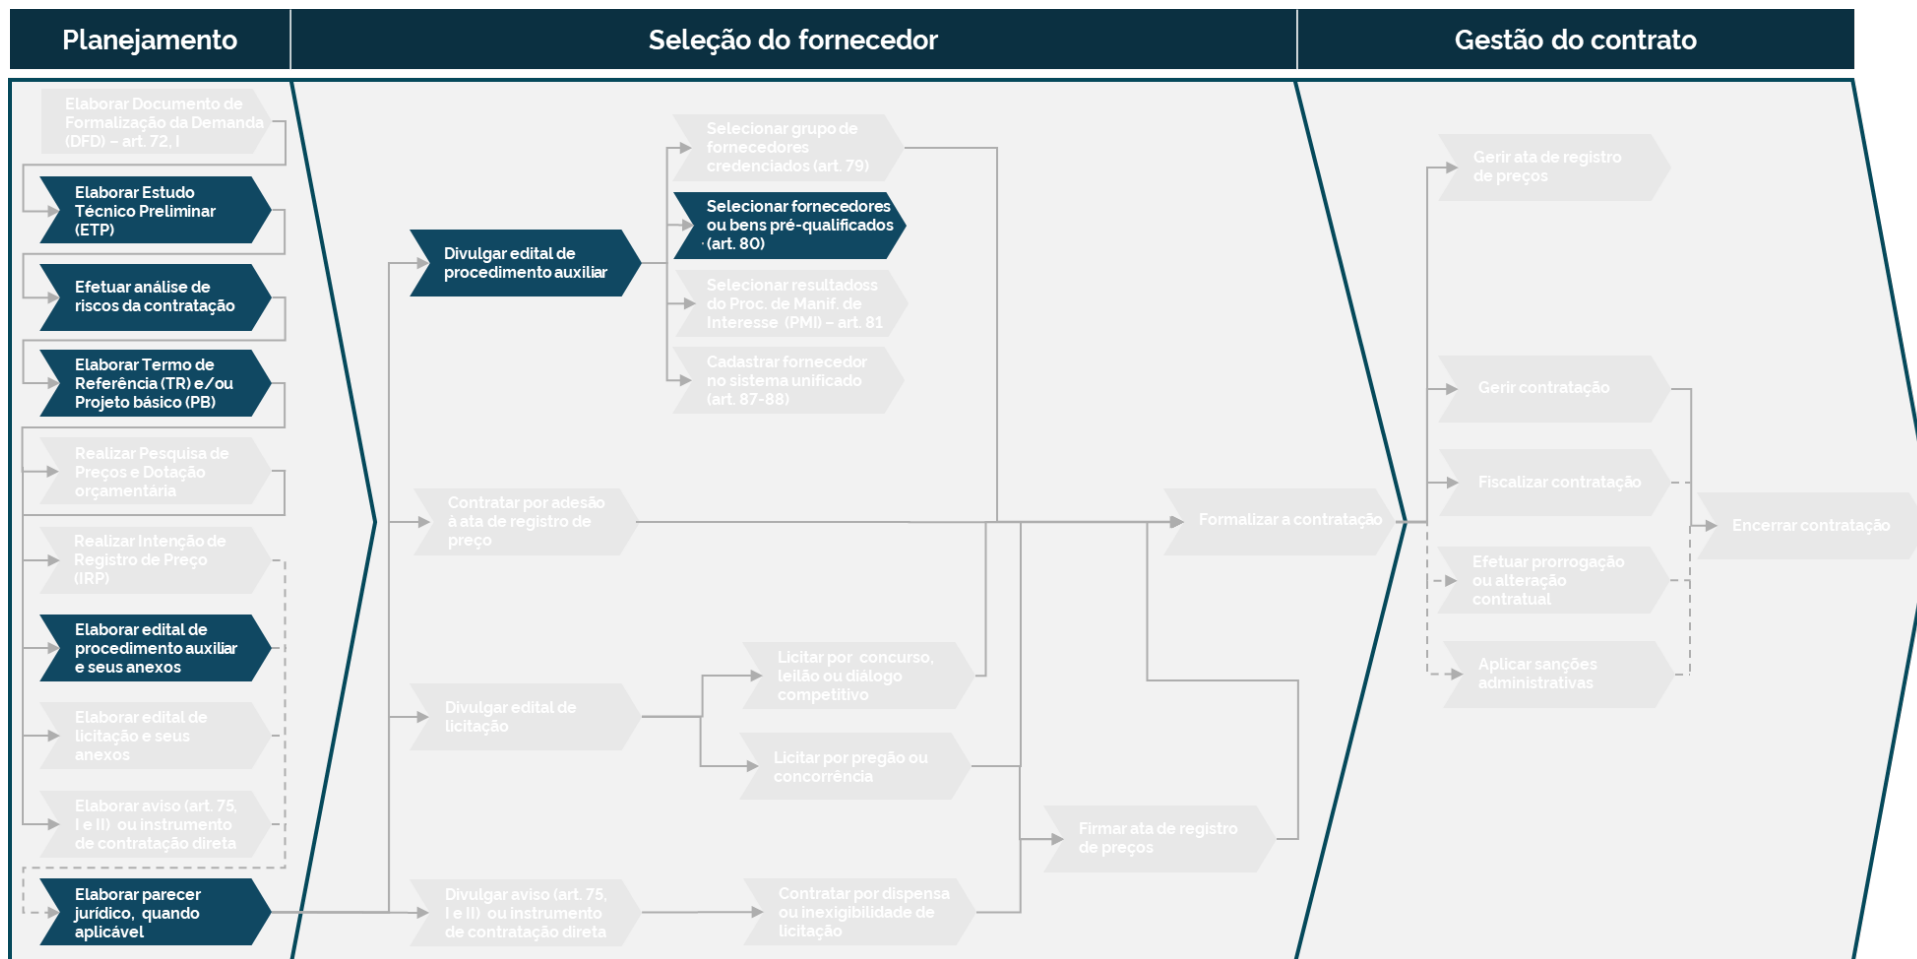 Planejamento
Seleção do fornecedor
Gestão do contrato
Elaborar Documento de
Formalização da Demanda
(DFD) – art. 72, I
Elaborar Estudo
Técnico Preliminar
(ETP)
Efetuar análise de
riscos da contratação
Elaborar Termo de
Referência (TR) e/ou
Projeto básico (PB)
Realizar Pesquisa de
Preços e Dotação
orçamentária
Realizar Intenção de
Registro de Preço
(IRP)
Elaborar edital de
procedimento auxiliar
e seus anexos
Elaborar edital de
licitação e seus
anexos
Elaborar aviso (art. 75,
I e II) ou instrumento
de contratação direta
Elaborar parecer
jurídico, quando
aplicável
Divulgar edital de
procedimento auxiliar
Selecionar grupo de
fornecedores
credenciados (art. 79)
Selecionar fornecedores
ou bens pré-qualificados
(art. 80)
Selecionar resultadoss
do Proc. de Manif. de
Interesse (PMI) – art. 81
Cadastrar fornecedor
no sistema unificado
(art. 87-88)
Contratar por adesão
à ata de registro de
preço
Divulgar edital de
licitação
Licitar por concurso,
leilão ou diálogo
competitivo
Licitar por pregão ou
concorrência
Divulgar aviso (art. 75,
I e II) ou instrumento
de contratação direta
Contratar por dispensa
ou inexigibilidade de
licitação
Firmar ata de registro
de preços
Formalizar a contratação
Gerir ata de registro
de preços
Gerir contratação
Fiscalizar contratação
Efetuar prorrogação
ou alteração
contratual
Aplicar sanções
administrativas
Encerrar contratação